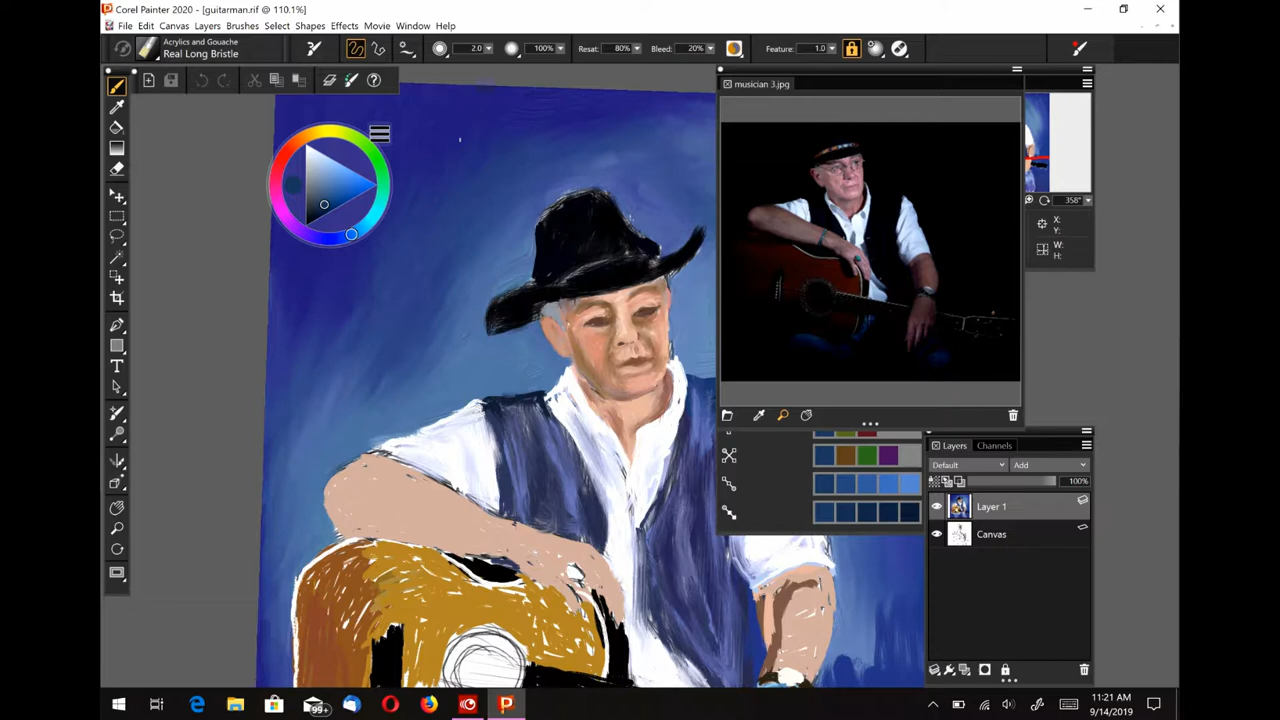 Corel Painter 2020 - [guitarman.rif @ 110.1%]
File Edit Canvas Layers Brushes Select Shapes Effects Movie Window Help
Acrylics and Gouache
Real Long Bristle
2.0
100%
Resat: 80%
Bleed: 20%
Feature: 1.0
musician 3.jpg
358°
X:
Y:
W:
H:
Layers Channels
Default
Add
100%
Layer 1
Canvas
99+
11:21 AM
9/14/2019